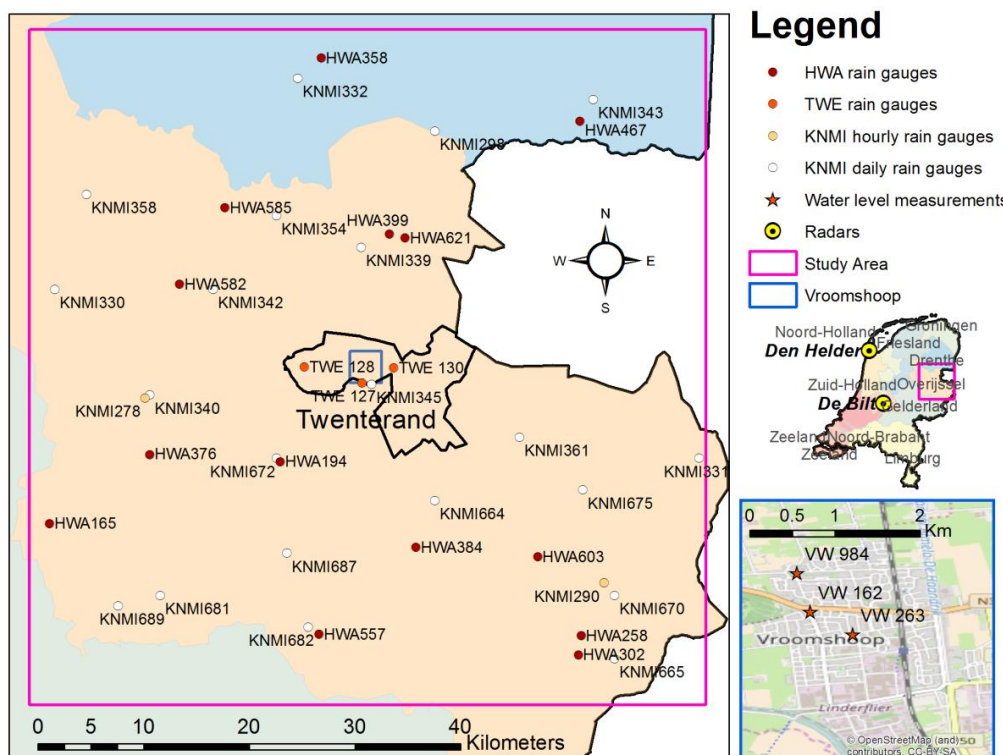 HWA358
KNMI332
KNMI343
HWA467
KNMI298
KNMI358
HWA585
KNMI354
HWA399
HWA621
KNMI339
N
W E
S
HWA582
KNMI330
KNMI342
TWE 128
TWE 130
TWE 127
KNMI345
Twenterand
KNMI278
KNMI340
HWA376
KNMI672
HWA194
KNMI361
KNMI331
KNMI675
KNMI664
HWA165
HWA384
KNMI687
HWA603
KNMI290
KNMI670
KNMI689
KNMI681
KNMI682
HWA557
HWA258
HWA302
KNMI665
0 5 10 20 30 40
Kilometers
Legend
HWA rain gauges
TWE rain gauges
KNMI hourly rain gauges
KNMI daily rain gauges
Water level measurements
Radars
Study Area
Vroomshoop
Noord-Holland
Groningen
Friesland
Den Helder
Drenthe
Zuid-Holland
Overijssel
De Bilt
Gelderland
Zeeland
Noord-Brabant
Zeeland
Limburg
0 0.5 1 2
Km
VW 984
VW 162
VW 263
Vroomshoop
Linderflier
© OpenStreetMap (and)
contributors, CC-BY-SA